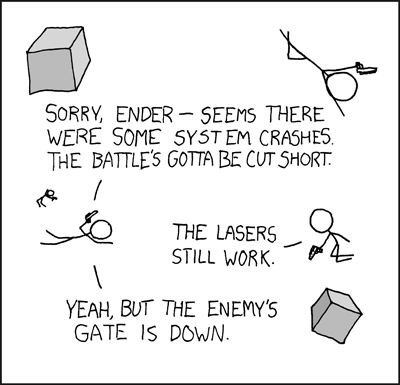 SORRY, ENDER — SEEMS THERE
WERE SOME SYSTEM CRASHES.
THE BATTLE'S GOTTA BE CUT SHORT.
THE LASERS
STILL WORK.
YEAH, BUT THE ENEMY'S
GATE IS DOWN.